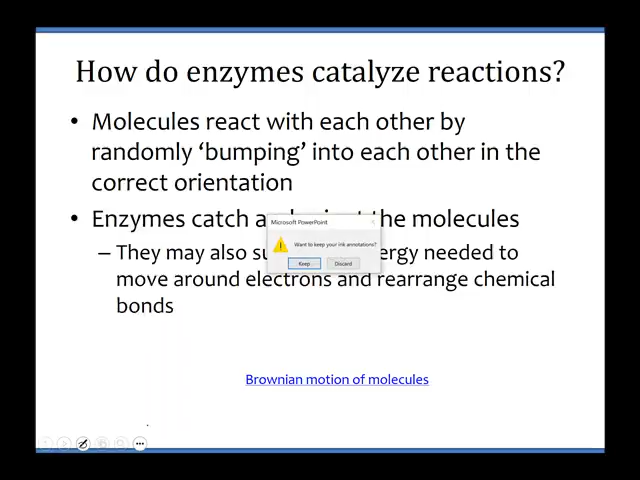 How do enzymes catalyze reactions?
• Molecules react with each other by
randomly ‘bumping’ into each other in the
correct orientation
• Enzymes catch the molecules
– They may also needed to
move around electrons and rearrange chemical
bonds
Microsoft PowerPoint
Want to keep your ink annotations?
Keep
Discard
Brownian motion of molecules